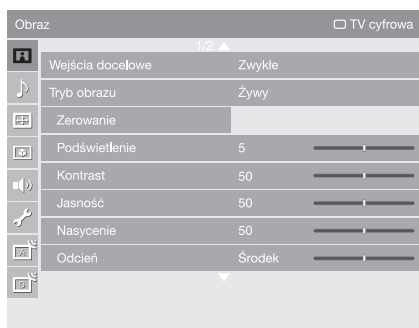 Obraz TV cyfrowa
1/2
Wejścia docelowe Zwykłe
Tryb obrazu Żywy
Zerowanie
Podświetlenie 5
Kontrast 50
Jasność 50
Nasycenie 50
Odcień Środek
A
B